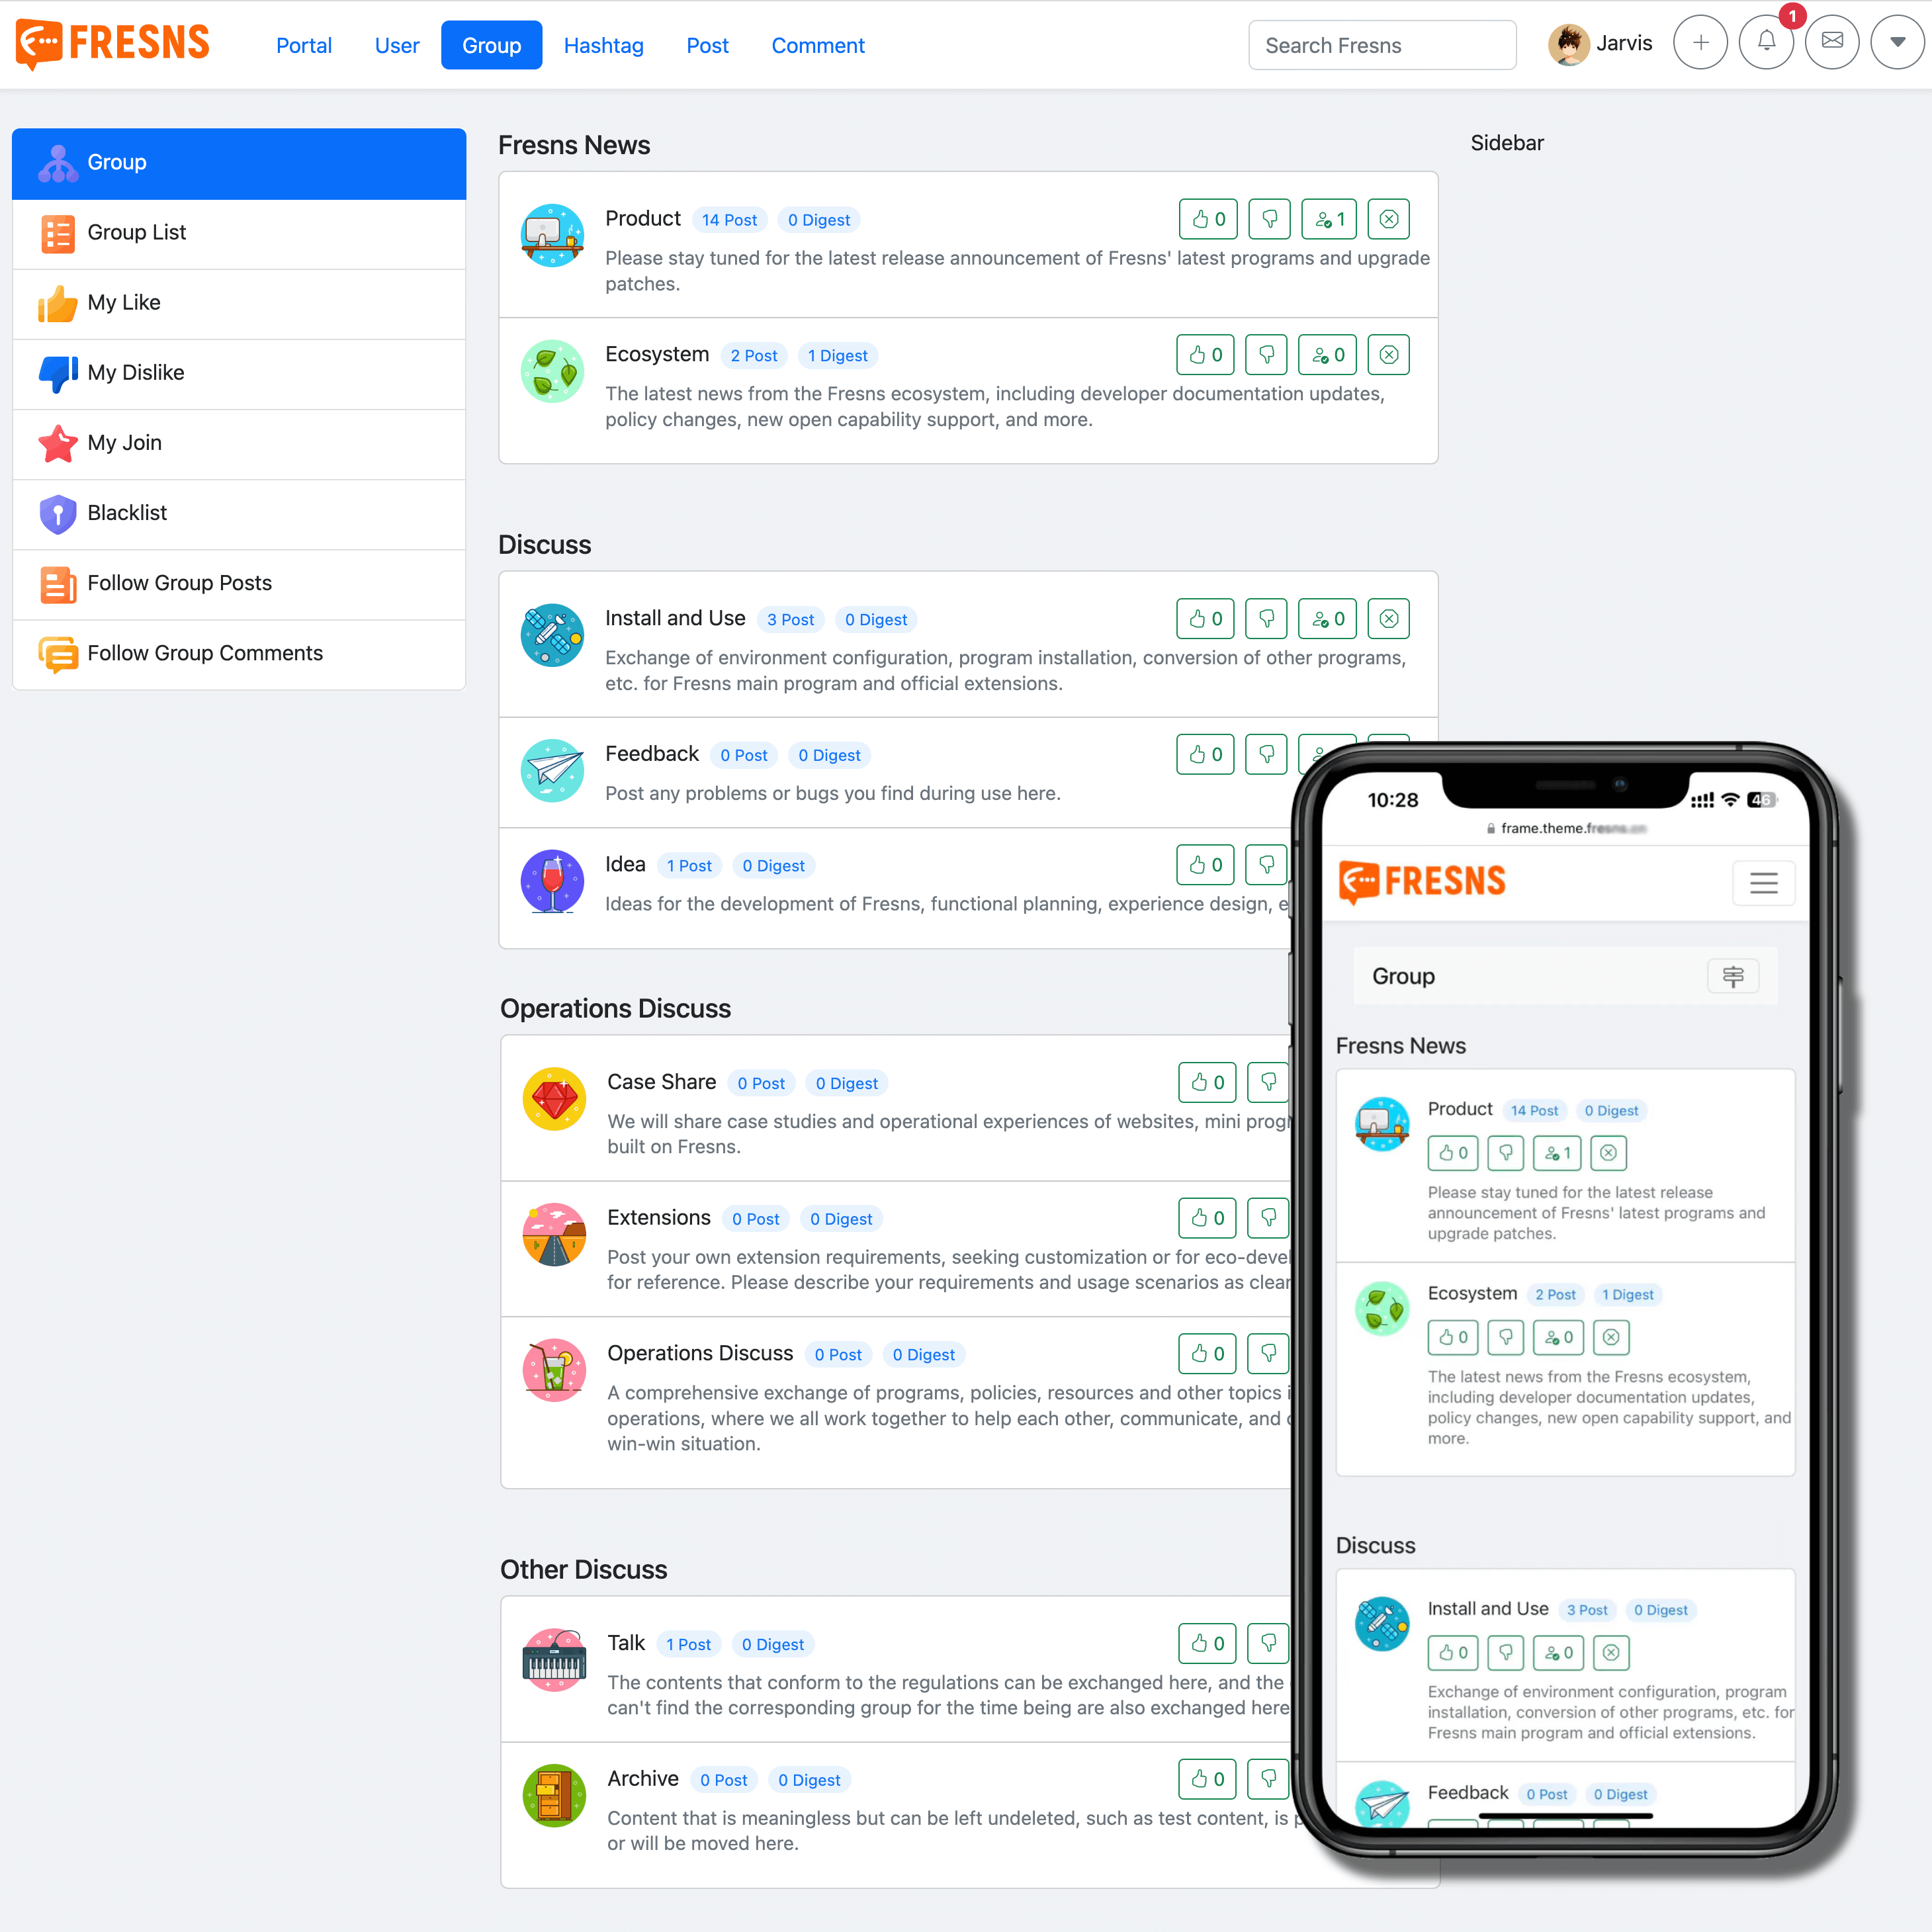 FRESNS
Portal
User
Group
Hashtag
Post
Comment
Search Fresns
Jarvis
1
Group
Group List
My Like
My Dislike
My Join
Blacklist
Follow Group Posts
Follow Group Comments
Fresns News
Product 14 Post 0 Digest 0 1
Please stay tuned for the latest release announcement of Fresns' latest programs and upgrade
patches.
Ecosystem 2 Post 1 Digest 0 0
The latest news from the Fresns ecosystem, including developer documentation updates,
policy changes, new open capability support, and more.
Discuss
Install and Use 3 Post 0 Digest 0 0
Exchange of environment configuration, program installation, conversion of other programs,
etc. for Fresns main program and official extensions.
Feedback 0 Post 0 Digest 0
Post any problems or bugs you find during use here.
Idea 1 Post 0 Digest 0
Ideas for the development of Fresns, functional planning, experience design,
Operations Discuss
Case Share 0 Post 0 Digest 0
We will share case studies and operational experiences of websites, mini
built on Fresns.
Extensions 0 Post 0 Digest 0
Post your own extension requirements, seeking customization or for
for reference. Please describe your requirements and usage scenarios as
Operations Discuss 0 Post 0 Digest 0
A comprehensive exchange of programs, policies, resources and other topics
operations, where we all work together to help each other, communicate, and
win-win situation.
Other Discuss
Talk 1 Post 0 Digest 0
The contents that conform to the regulations can be exchanged here, and the
can't find the corresponding group for the time being are also exchanged here
Archive 0 Post 0 Digest 0
Content that is meaningless but can be left undeleted, such as test content, is
or will be moved here.
Sidebar
10:28
46
frame.theme.fresns.cn
FRESNS
Group
Fresns News
Product 14 Post 0 Digest
0 1
Please stay tuned for the latest release
announcement of Fresns' latest programs and
upgrade patches.
Ecosystem 2 Post 1 Digest
0 0
The latest news from the Fresns ecosystem,
including developer documentation updates,
policy changes, new open capability support, and
more.
Discuss
Install and Use 3 Post 0 Digest
0 0
Exchange of environment configuration, program
installation, conversion of other programs, etc. for
Fresns main program and official extensions.
Feedback 0 Post 0 Digest